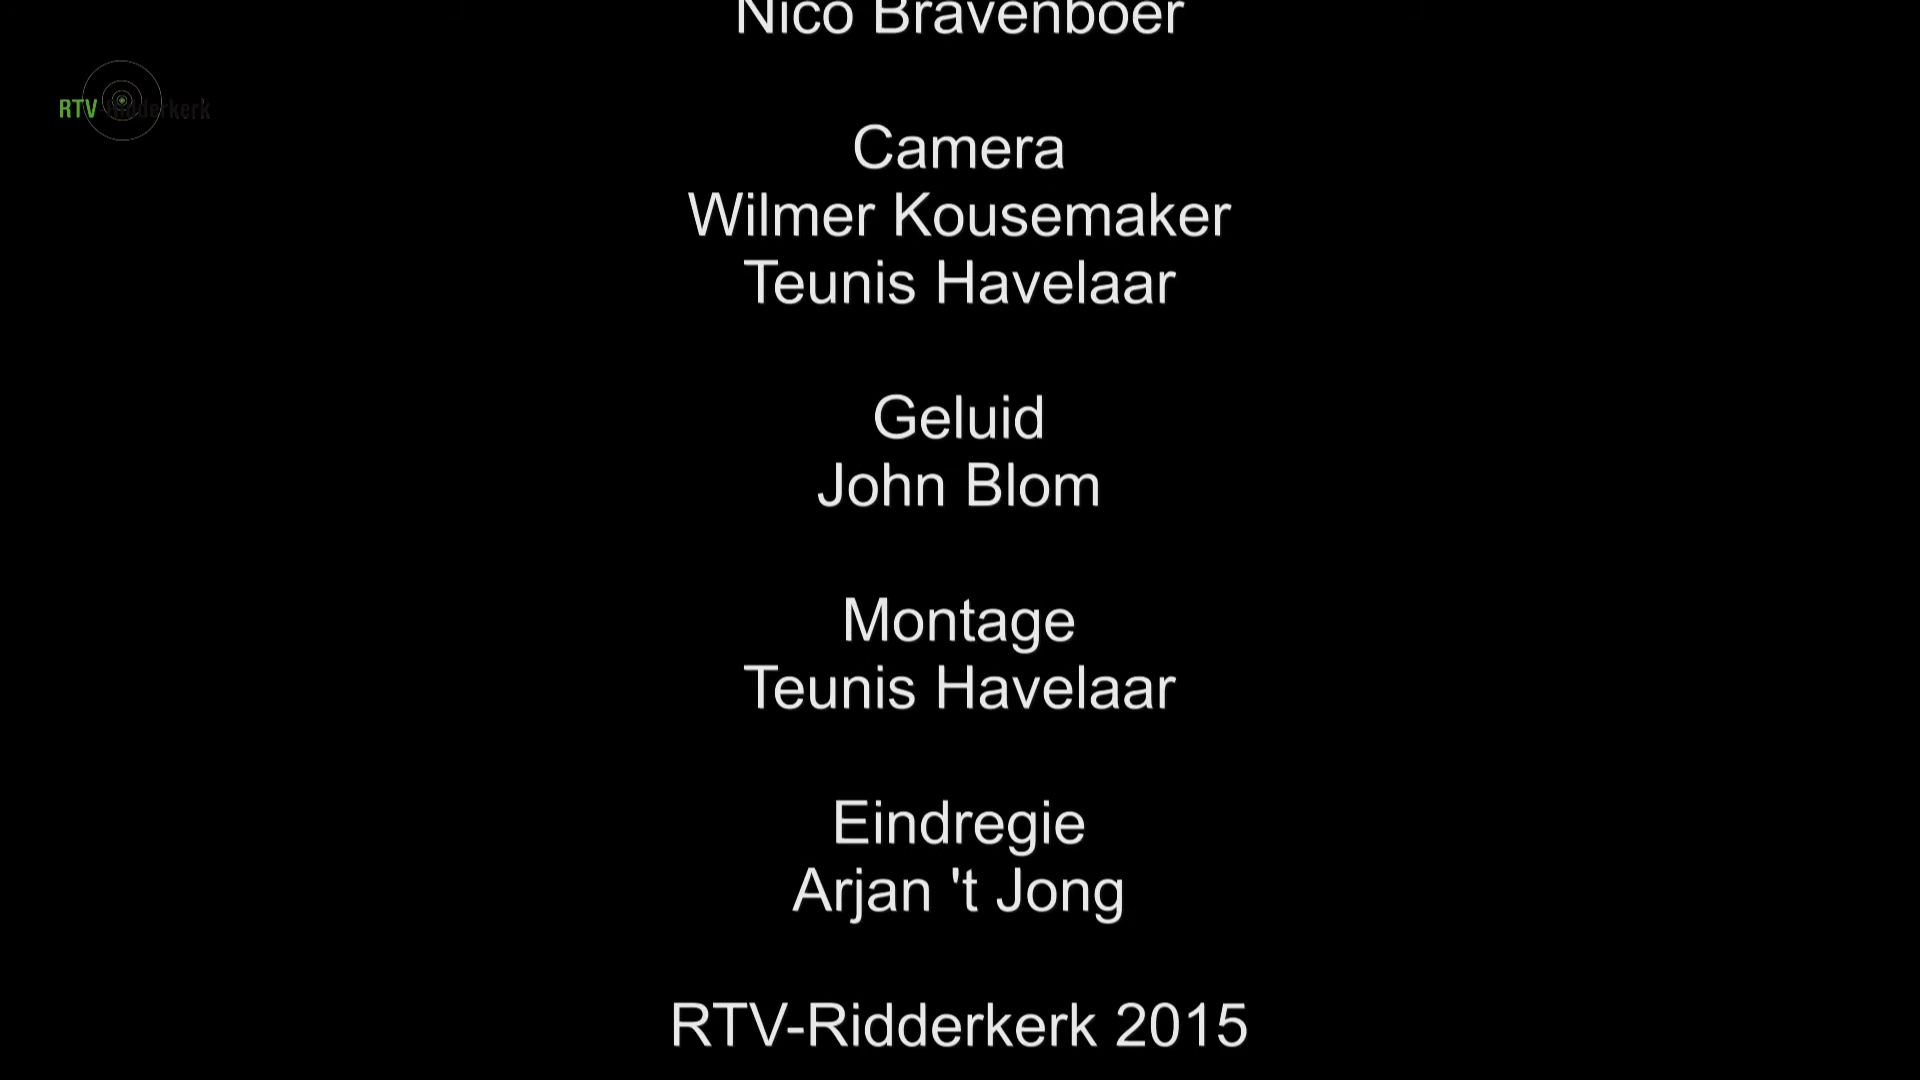 Nico Bravenboer
RTV-Ridderkerk
Camera
Wilmer Kousemaker
Teunis Havelaar
Geluid
John Blom
Montage
Teunis Havelaar
Eindregie
Arjan 't Jong
RTV-Ridderkerk 2015